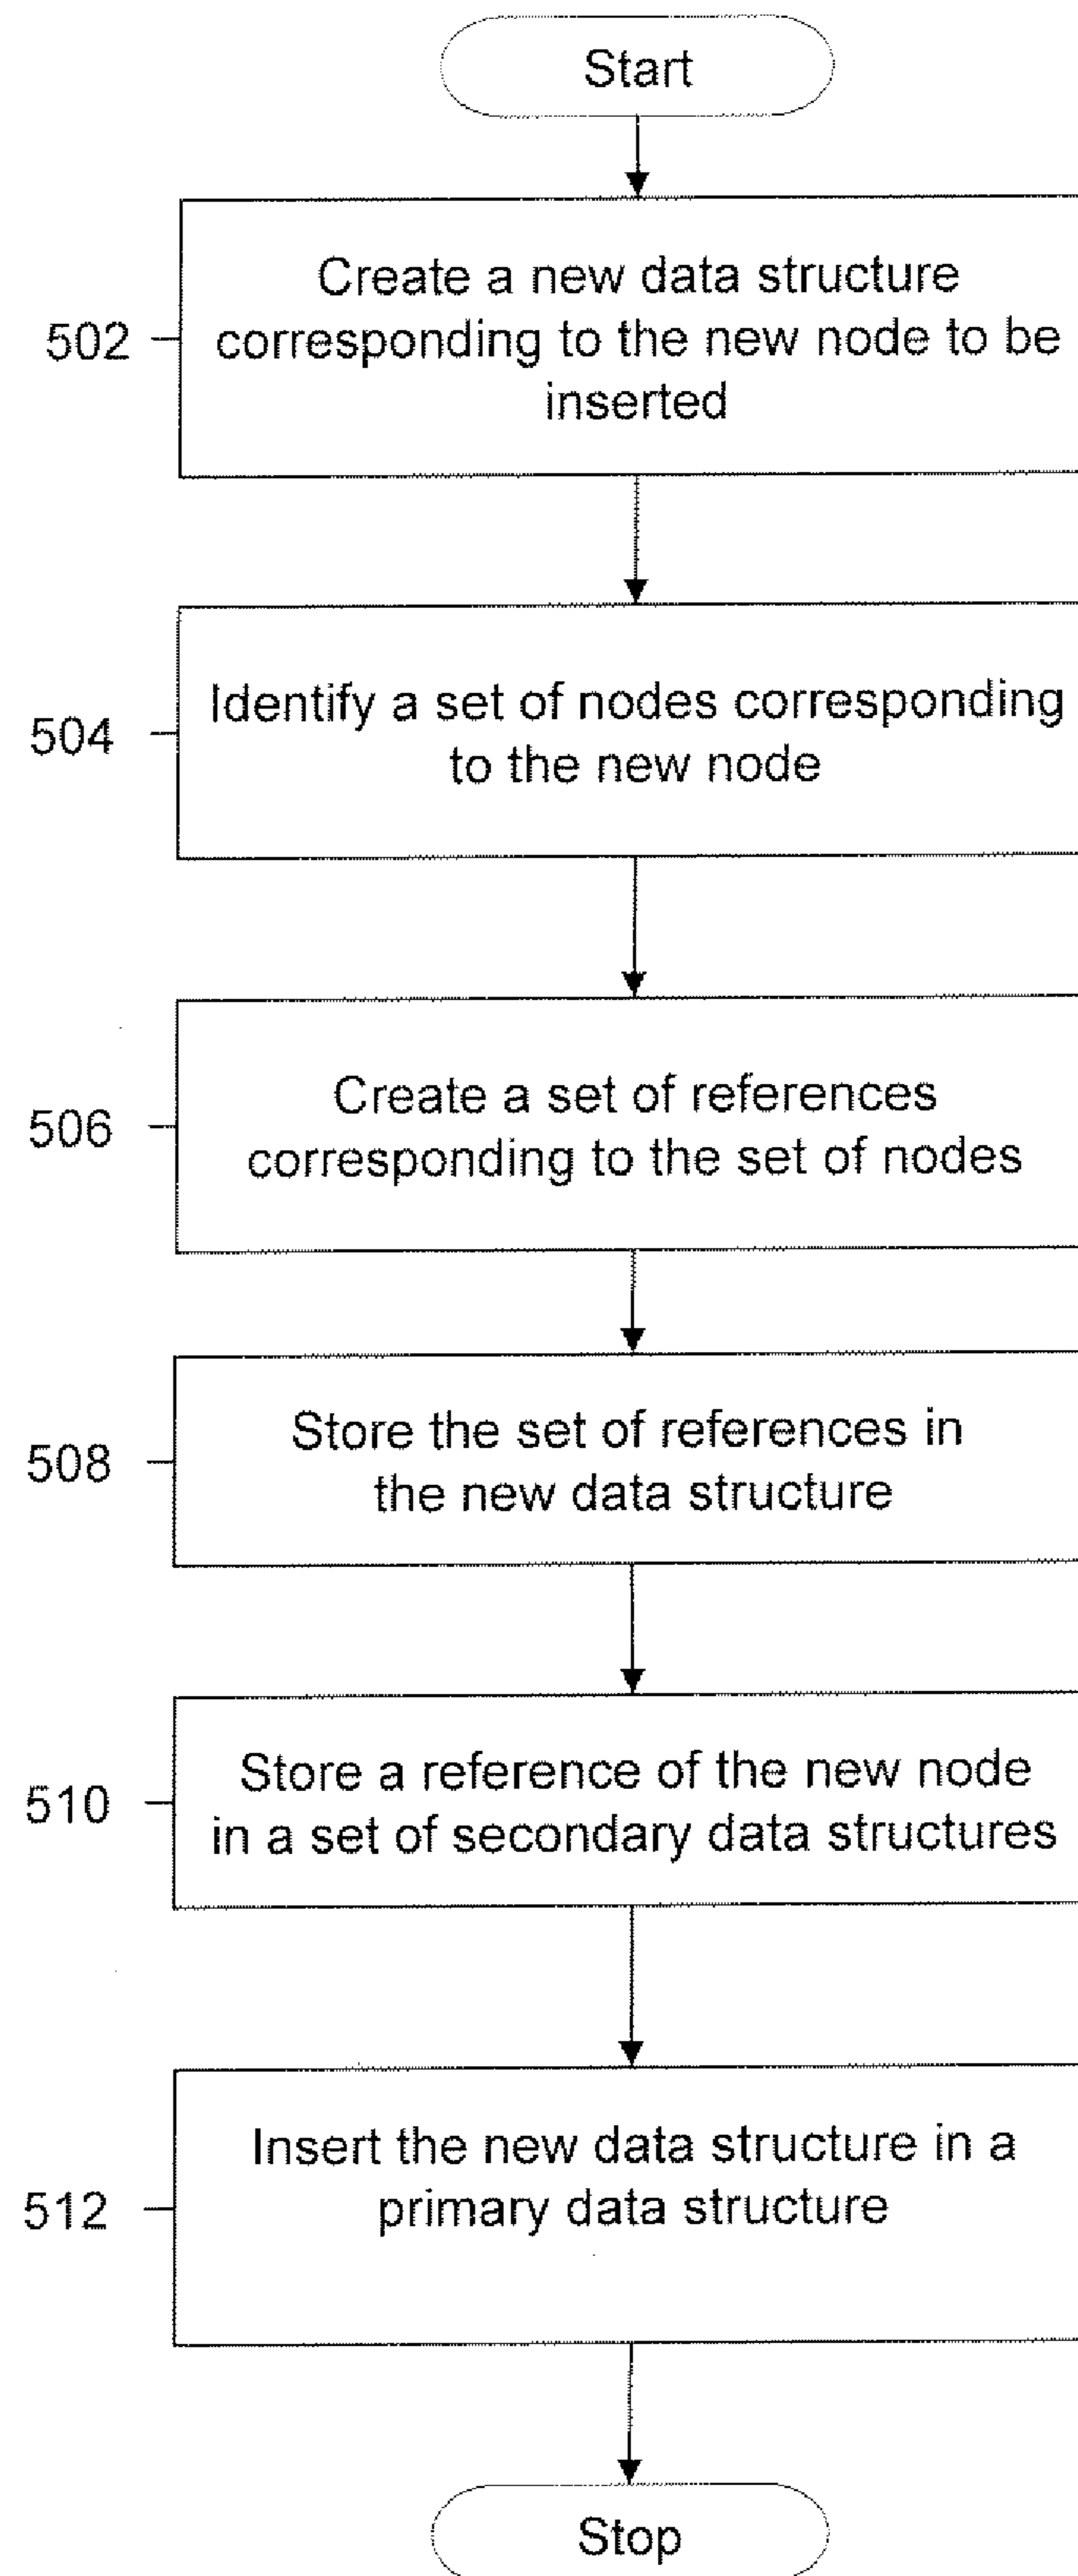 Start
Create a new data structure
502
corresponding to the new node to be
inserted
Identify a set of nodes corresponding
504
to the new node
Create a set of references
506
corresponding to the set of nodes
Store the set of references in
508
the new data structure
Store a reference of the new node
510
in a set of secondary data structures
Insert the new data structure in a
512
primary data structure
Stop